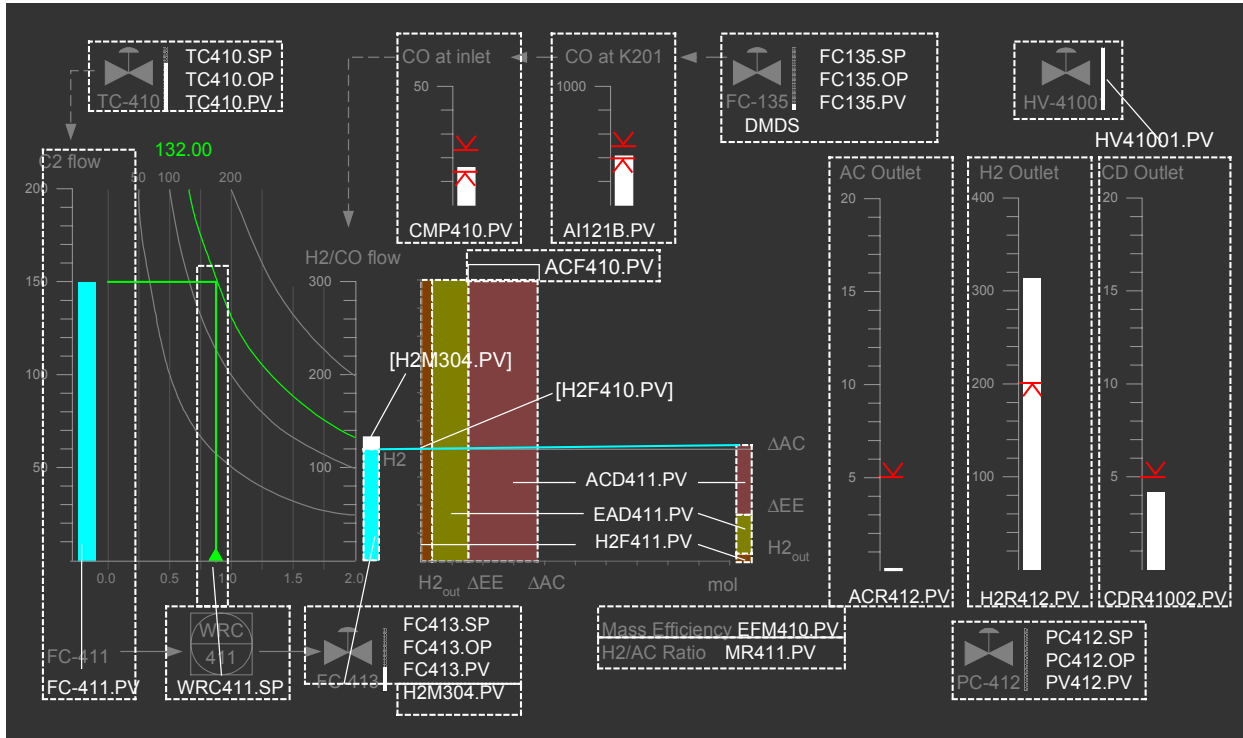 TC410.SP
TC410.OP
TC410.PV
TC-410
CO at inlet
50
CMP410.PV
CO at K201
1000
AI121B.PV
FC135.SP
FC135.OP
FC135.PV
FC-135
DMDS
HV-4100
HV41001.PV
C2 flow
132.00
200
150
100
50
50
100
200
0.0
0.5
1.0
1.5
2.0
H2/CO flow
300
200
100
H2
ACF410.PV
[H2M304.PV]
[H2F410.PV]
ACD411.PV
EAD411.PV
H2F411.PV
ΔAC
ΔEE
H2out
H2out
ΔEE
ΔAC
mol
AC Outlet
20
15
10
5
ACR412.PV
H2 Outlet
400
300
200
100
H2R412.PV
CD Outlet
20
15
10
5
CDR41002.PV
FC-411
FC-411.PV
WRC
411
WRC411.SP
FC-413
FC413.SP
FC413.OP
FC413.PV
H2M304.PV
Mass Efficiency EFM410.PV
H2/AC Ratio MR411.PV
PC-412
PC412.SP
PC412.OP
PV412.PV